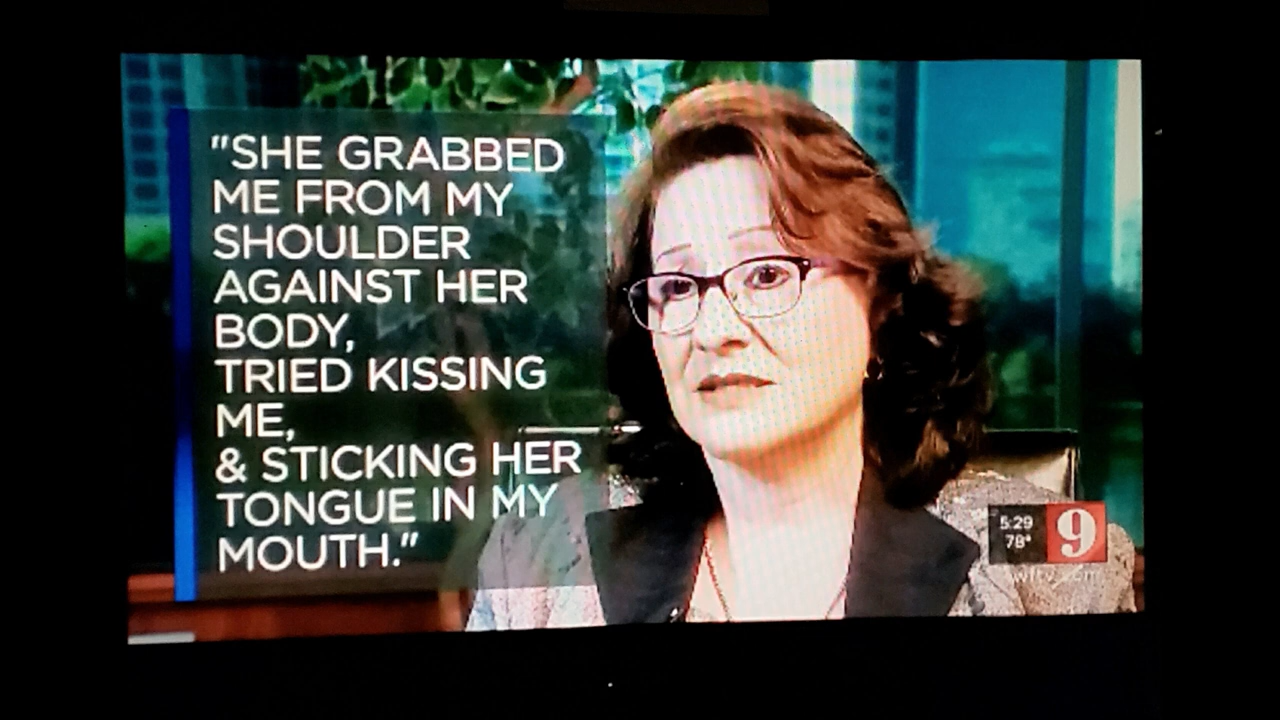 "SHE GRABBED
ME FROM MY
SHOULDER
AGAINST HER
BODY,
TRIED KISSING
ME,
& STICKING HER
TONGUE IN MY
MOUTH."
5:29
78°
9
wftv.com